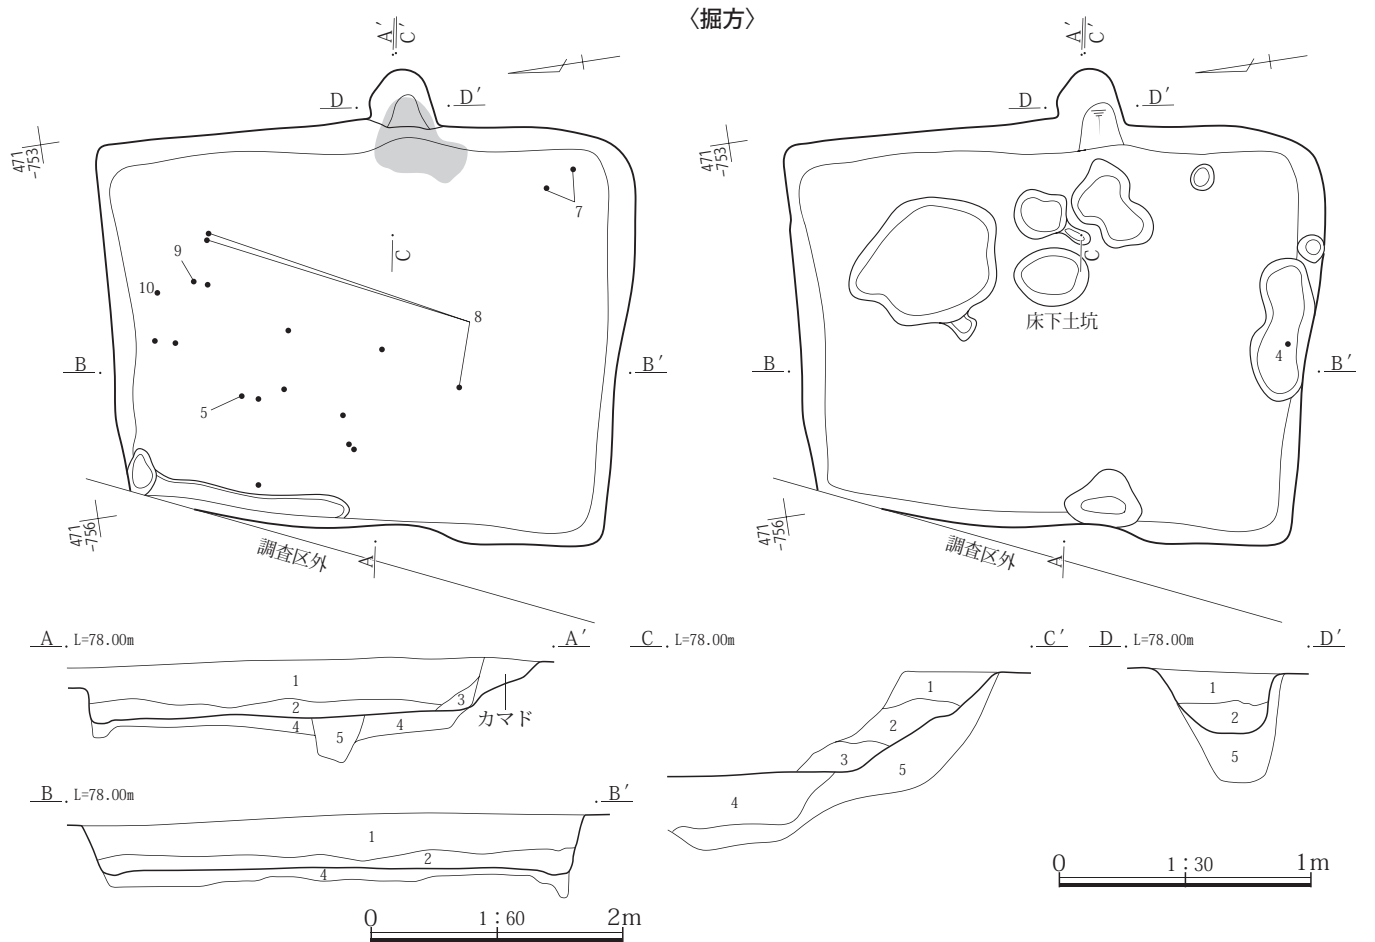 〈掘方〉
A′
C′
A′
C′
D
D′
D
D′
471
-753
471
-753
7
9
C
C
10
8
床下土坑
4
B
B′
B
B′
5
471
-756
471
-756
調査区外
A
調査区外
A
A L=78.00m A′
1
2
3
カマド
4
4
5
B L=78.00m B′
1
2
4
0 1：60 2m
C L=78.00m C′
1
2
3
4
5
D L=78.00m D′
1
2
5
0 1：30 1m